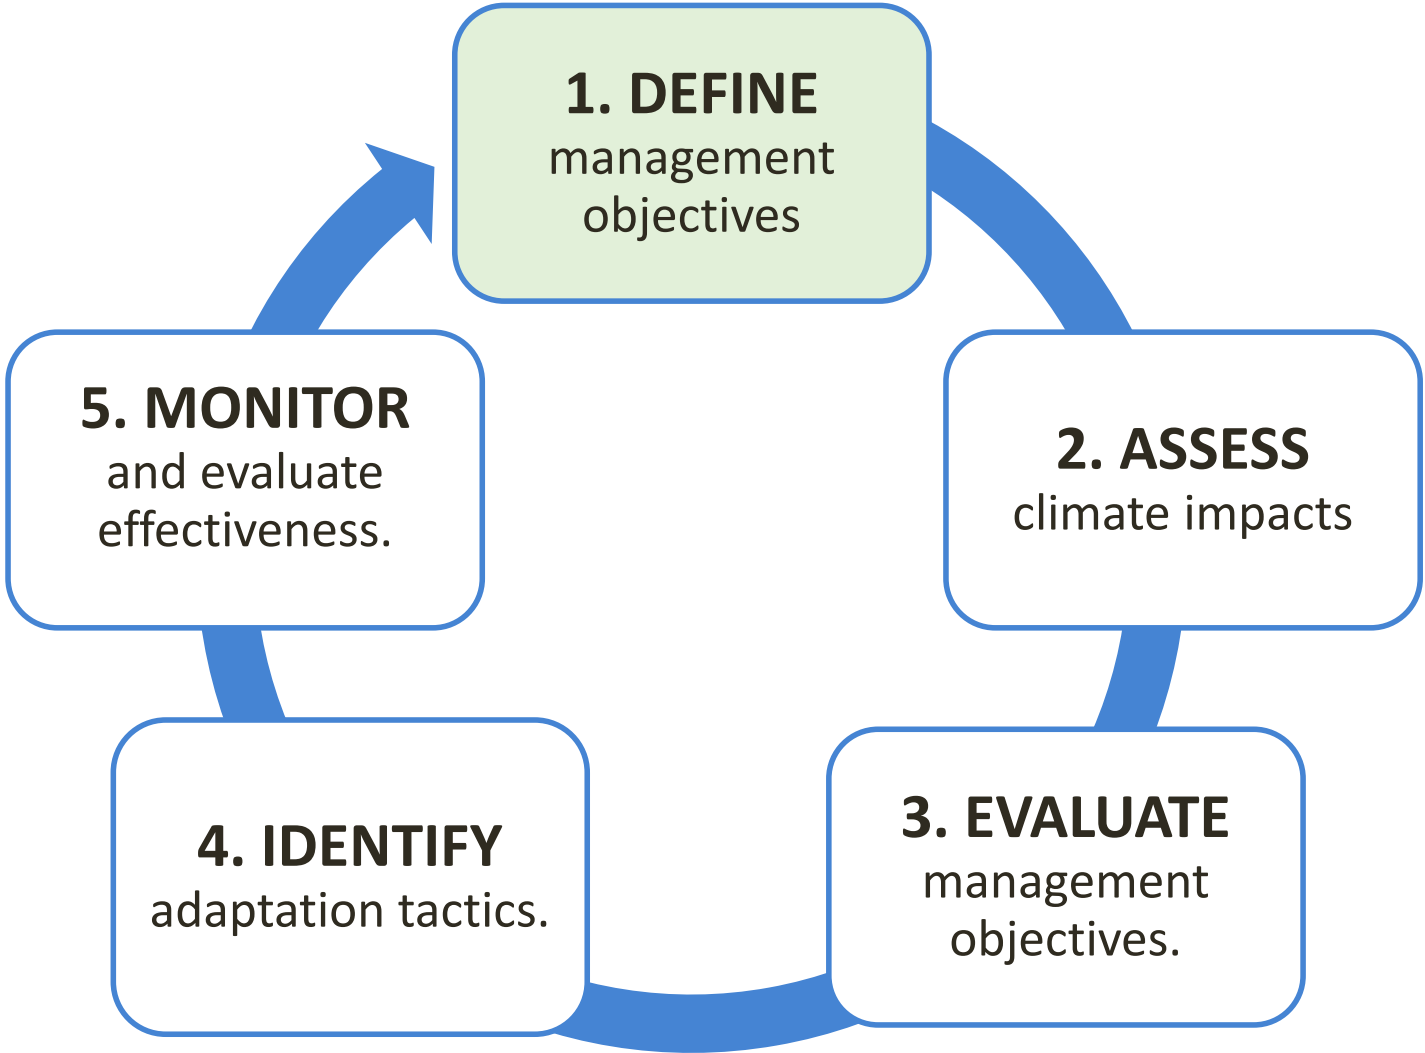 1. DEFINE
management
objectives
2. ASSESS
climate impacts
3. EVALUATE
management
objectives.
4. IDENTIFY
adaptation tactics.
5. MONITOR
and evaluate
effectiveness.